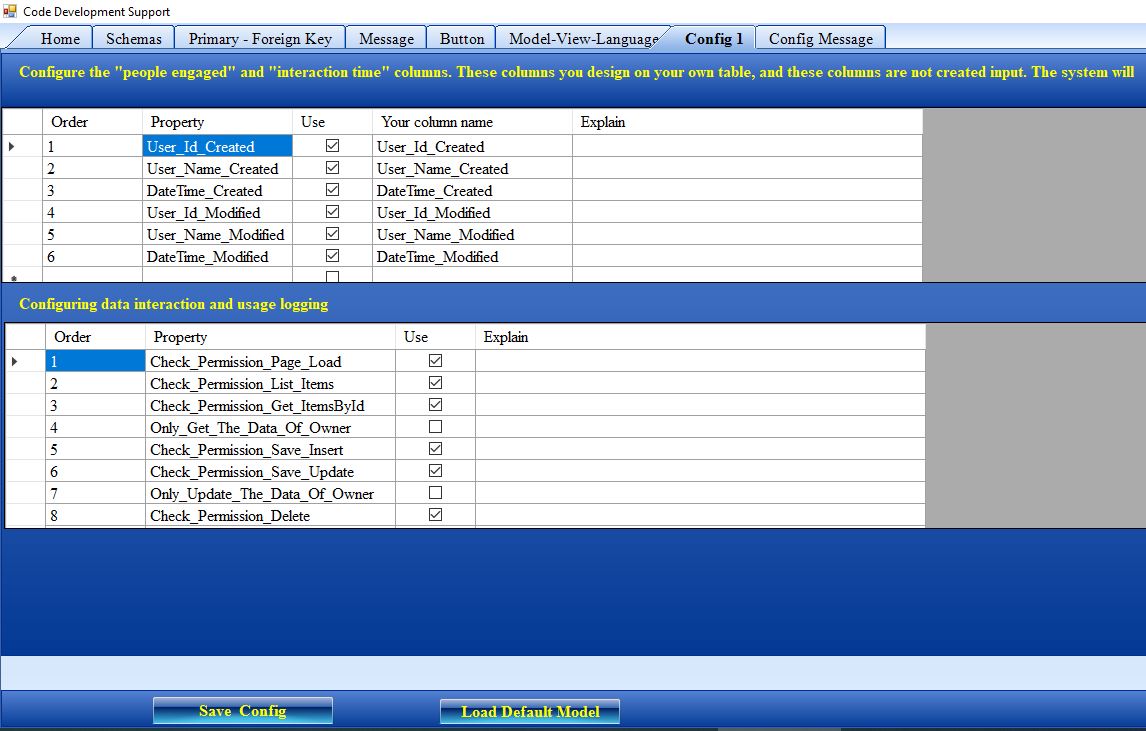 Code Development Support
Home Schemas Primary - Foreign Key Message Button Model-View-Language Config 1 Config Message
Configure the "people engaged" and "interaction time" columns. These columns you design on your own table, and these columns are not created input. The system will
Order Property Use Your column name Explain
1 User_Id_Created User_Id_Created
2 User_Name_Created User_Name_Created
3 DateTime_Created DateTime_Created
4 User_Id_Modified User_Id_Modified
5 User_Name_Modified User_Name_Modified
6 DateTime_Modified DateTime_Modified
Configuring data interaction and usage logging
Order Property Use Explain
1 Check_Permission_Page_Load
2 Check_Permission_List_Items
3 Check_Permission_Get_ItemsById
4 Only_Get_The_Data_Of_Owner
5 Check_Permission_Save_Insert
6 Check_Permission_Save_Update
7 Only_Update_The_Data_Of_Owner
8 Check_Permission_Delete
Save Config Load Default Model